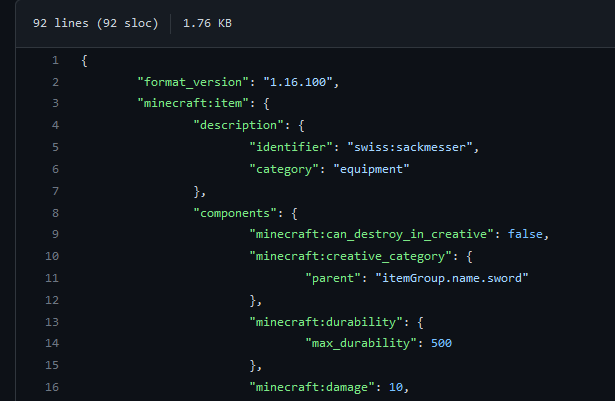 92 lines (92 sloc) 1.76 KB
1 {
2 "format_version": "1.16.100",
3 "minecraft:item": {
4 "description": {
5 "identifier": "swiss:sackmesser",
6 "category": "equipment"
7 },
8 "components": {
9 "minecraft:can_destroy_in_creative": false,
10 "minecraft:creative_category": {
11 "parent": "itemGroup.name.sword"
12 },
13 "minecraft:durability": {
14 "max_durability": 500
15 },
16 "minecraft:damage": 10,